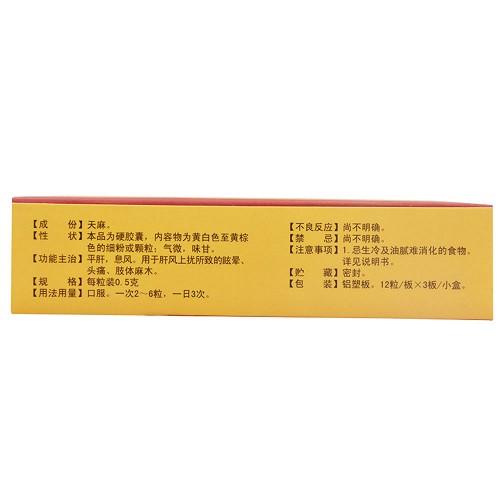 【成　份】天麻。
【性　状】本品为硬胶囊，内容物为黄白色至黄棕
色的细粉或颗粒；气微，味甘。
【功能主治】平肝，息风。用于肝风上扰所致的眩晕、
头痛、肢体麻木。
【规　格】每粒装0.5克
【用法用量】口服。一次2～6粒，一日3次。
【不良反应】尚不明确。
【禁　忌】尚不明确。
【注意事项】1.忌生冷及油腻难消化的食物。
详见说明书。
【贮　藏】密封。
【包　装】铝塑板。12粒/板×3板/小盒。